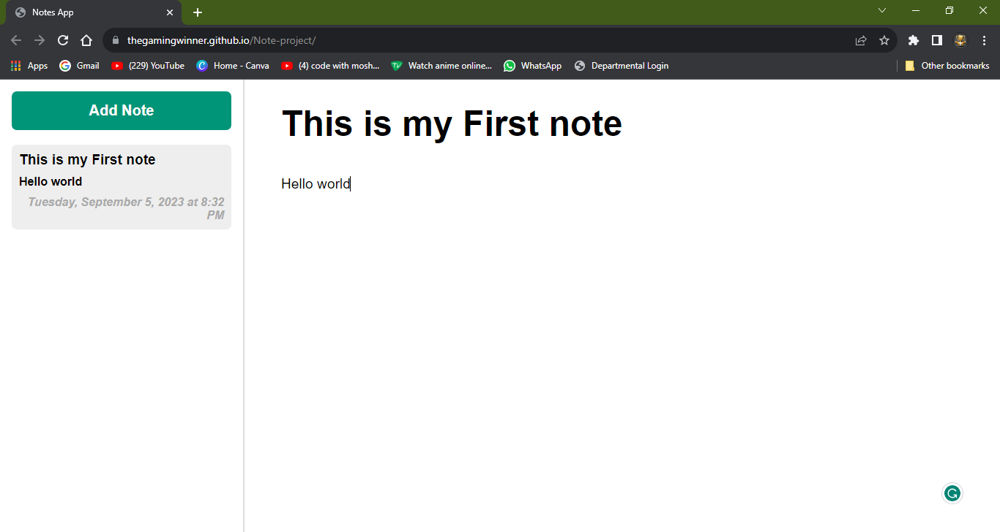 Notes App
thegamingwinner.github.io/Note-project/
Apps
Gmail
(229) YouTube
Home - Canva
(4) code with mosh...
Watch anime online...
WhatsApp
Departmental Login
Other bookmarks
Add Note
This is my First note
Hello world
Tuesday, September 5, 2023 at 8:32
PM
This is my First note
Hello world